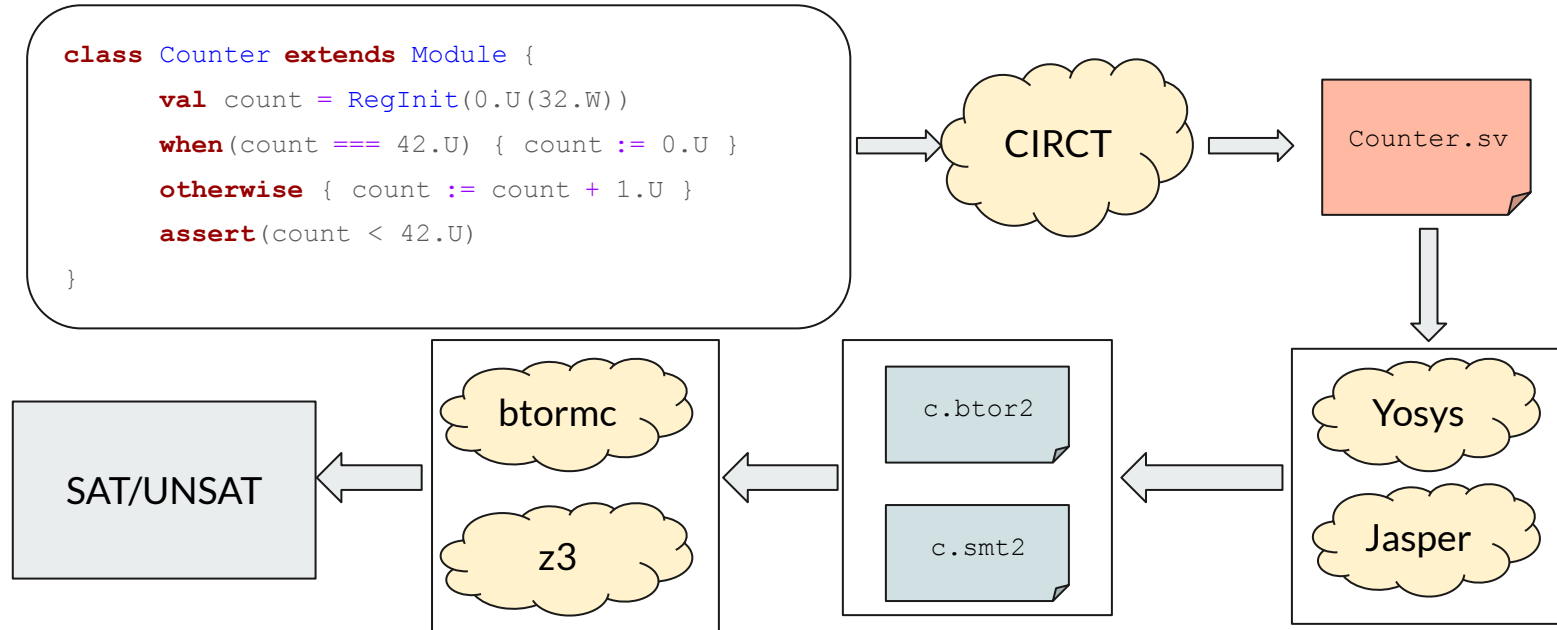 class Counter extends Module {
val count = RegInit(0.U(32.W))
when(count === 42.U) { count := 0.U }
otherwise { count := count + 1.U }
assert(count < 42.U)
}
CIRCT
Counter.sv
Yosys
Jasper
c.btor2
c.smt2
btormc
z3
SAT/UNSAT